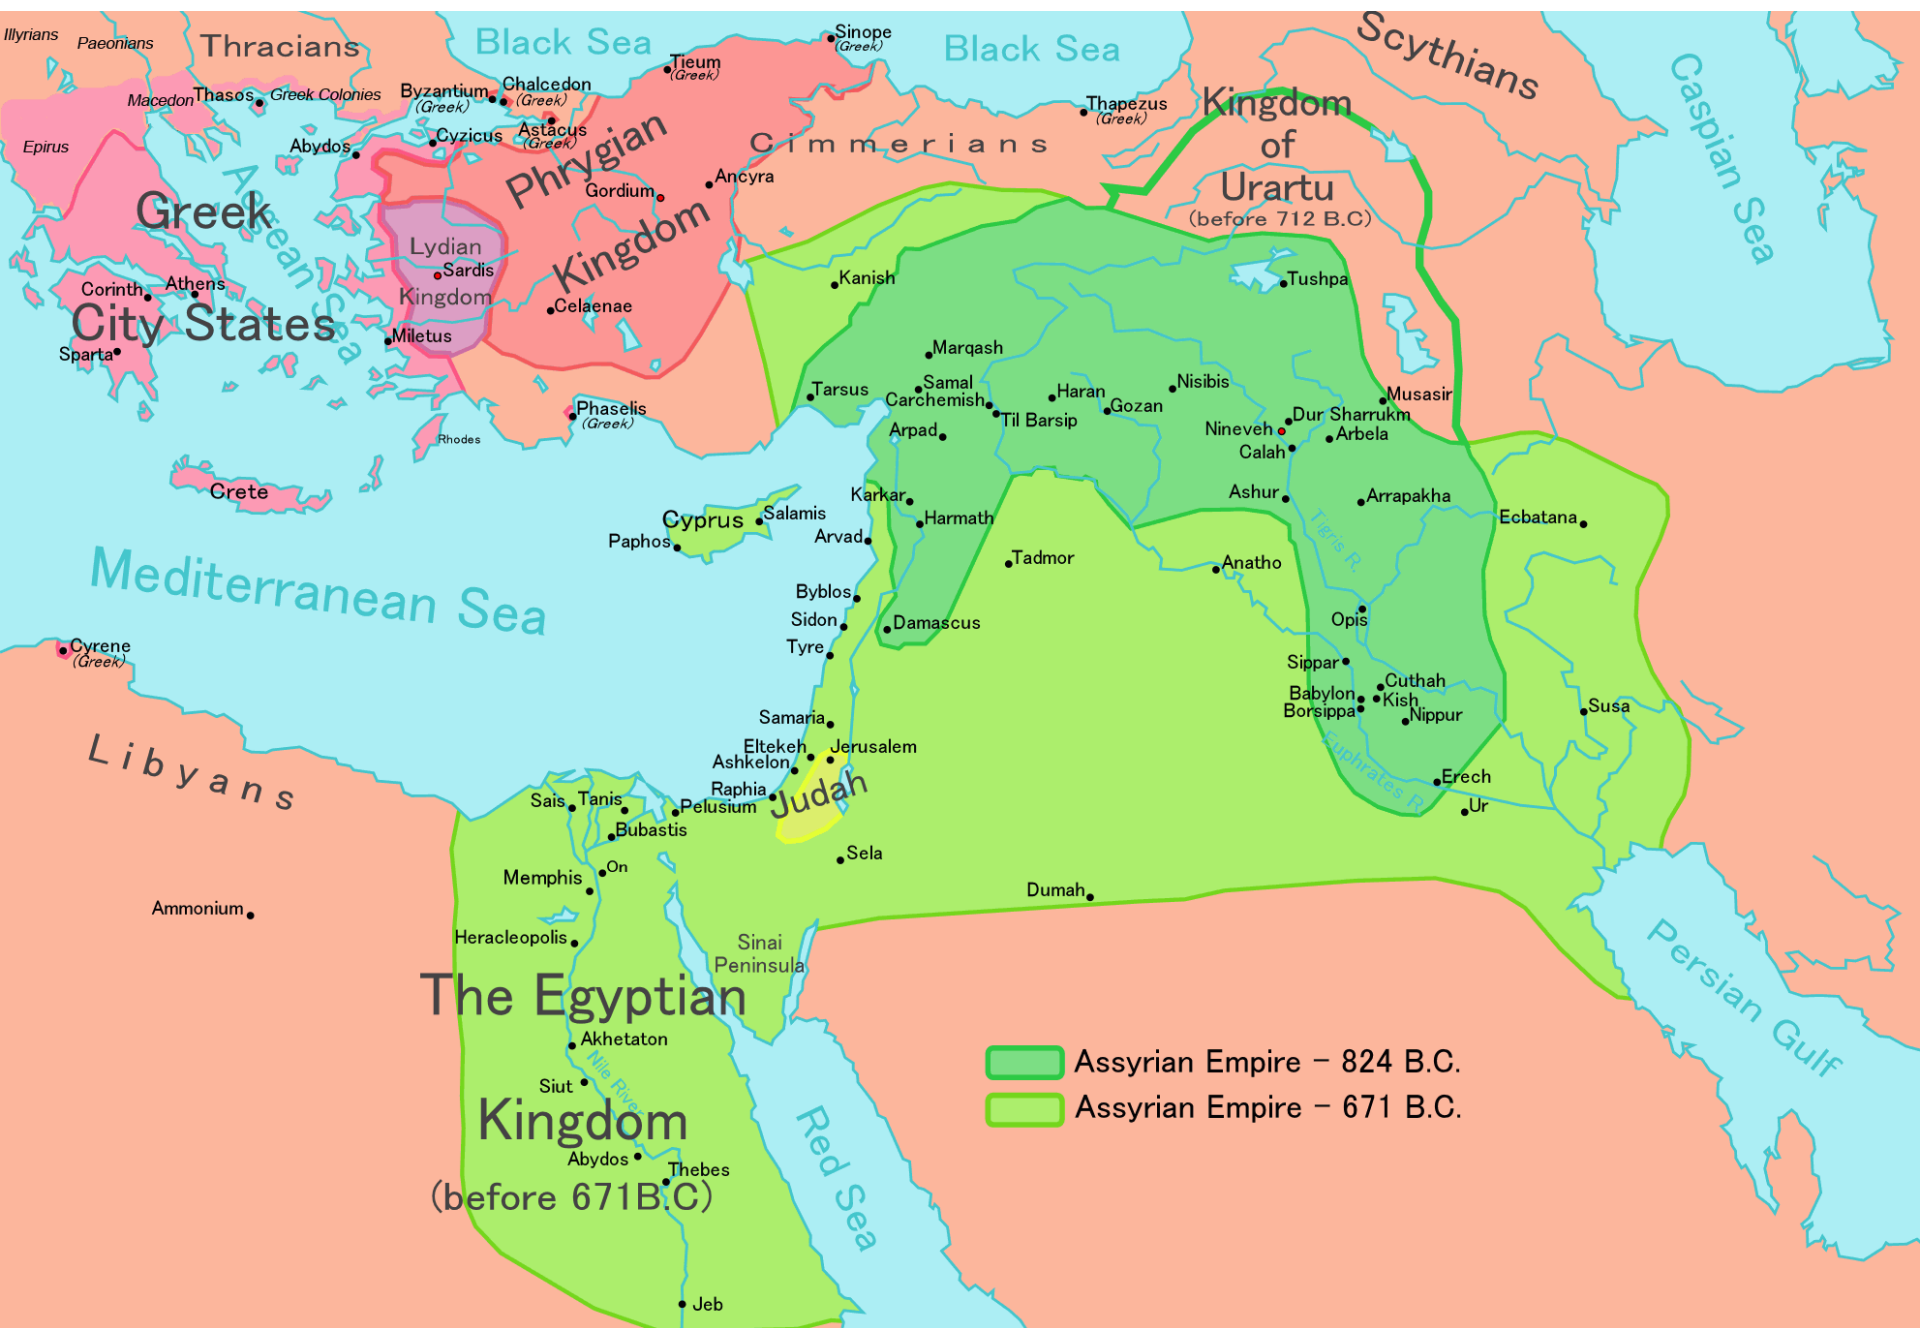 Illyrians
Paeonians
Thracians
Black Sea
Sinope
(Greek)
Black Sea
Scythians
Caspian Sea
Tieum
(Greek)
Byzantium
(Greek)
Chalcedon
(Greek)
Macedon
Thasos
Greek Colonies
Thapezus
(Greek)
Kingdom
of
Urartu
(before 712 B.C)
Epirus
Abydos
Cyzicus
Astacus
(Greek)
Phrygian
Kingdom
Cimmerians
Gordium
Ancyra
Greek
City States
Aegean Sea
Lydian
Kingdom
Sardis
Corinth
Athens
Sparta
Miletus
Celaenae
Kanish
Tushpa
Marqash
Tarsus
Samal
Carchemish
Til Barsip
Haran
Gozan
Nisibis
Musasir
Dur Sharrukm
Nineveh
Arbela
Calah
Phaselis
(Greek)
Rhodes
Arpad
Crete
Karkar
Ashur
Arrapakha
Cyprus
Salamis
Harmath
Ecbatana
Paphos
Arvad
Tigris R.
Tadmor
Anatho
Mediterranean Sea
Byblos
Sidon
Damascus
Opis
Tyre
Cyrene
(Greek)
Sippar
Cuthah
Babylon
Kish
Borsippa
Nippur
Susa
Samaria
Eltekeh
Jerusalem
Ashkelon
Libyans
Raphia
Judah
Euphrates R.
Erech
Ur
Sais
Tanis
Pelusium
Bubastis
Sela
On
Memphis
Dumah
Ammonium
Heracleopolis
Sinai
Peninsula
Persian Gulf
The Egyptian
Kingdom
(before 671B.C)
Akhetaton
Nile River
Siut
Abydos
Thebes
Red Sea
Jeb
Assyrian Empire - 824 B.C.
Assyrian Empire - 671 B.C.